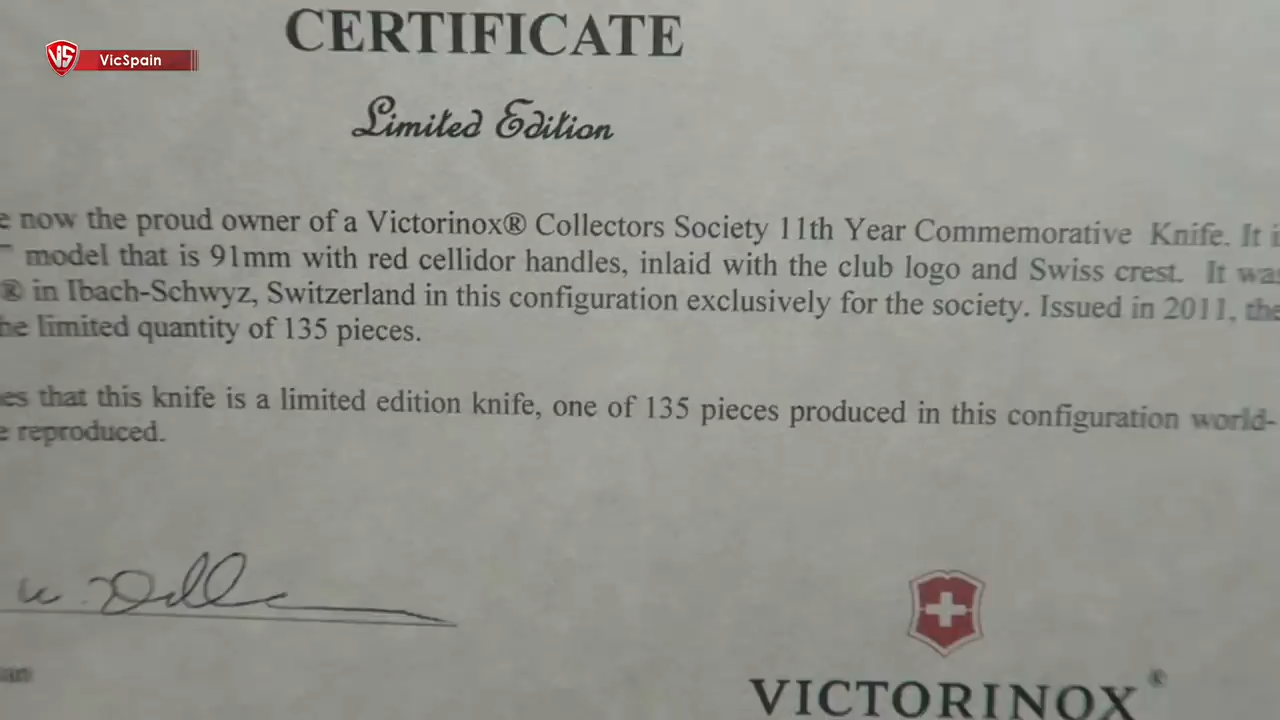 VS VicSpain
CERTIFICATE
Limited Edition
now the proud owner of a Victorinox® Collectors Society 11th Year Commemorative Knife. It
model that is 91mm with red cellidor handles, inlaid with the club logo and Swiss crest. It
® in Ibach-Schwyz, Switzerland in this configuration exclusively for the society. Issued in 2011, the
limited quantity of 135 pieces.
that this knife is a limited edition knife, one of 135 pieces produced in this configuration world-
reproduced.
VICTORINOX®